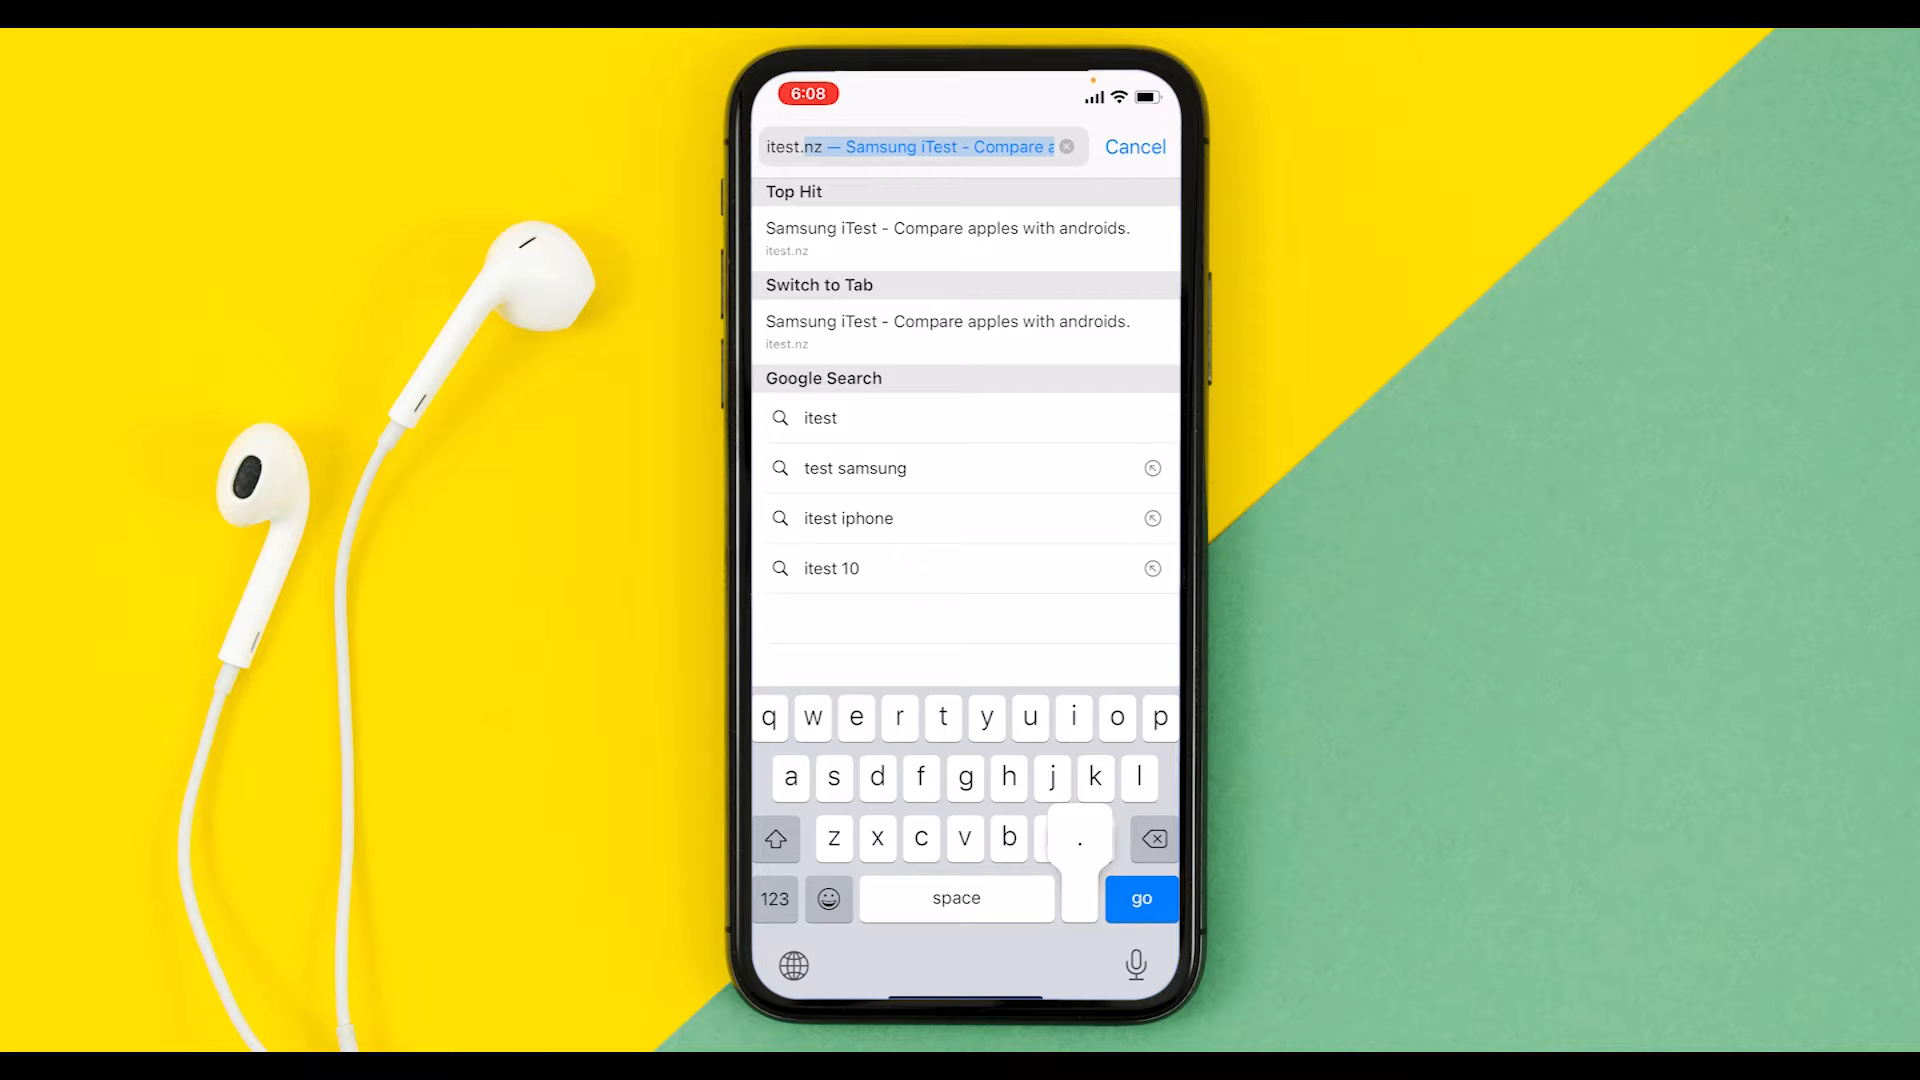 6:08
itest.nz — Samsung iTest - Compare a
Cancel
Top Hit
Samsung iTest - Compare apples with androids.
itest.nz
Switch to Tab
Samsung iTest - Compare apples with androids.
itest.nz
Google Search
itest
test samsung
itest iphone
itest 10
q w e r t y u i o p
a s d f g h j k l
z x c v b .
123 space go